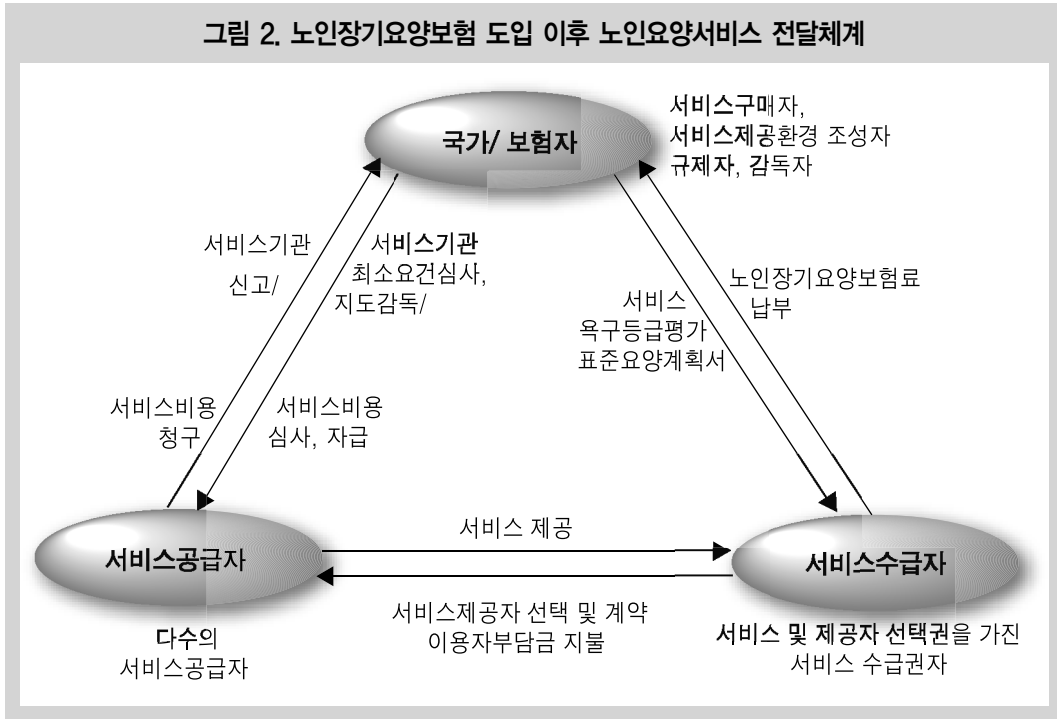 그림 2. 노인장기요양보험 도입 이후 노인요양서비스 전달체계
국가/ 보험자
서비스구매자,
서비스제공환경 조성자
규제자, 감독자
서비스기관
신고/
서비스비용
청구
서비스기관
최소요건심사,
지도감독/
서비스비용
심사, 자급
서비스
욕구등급평가
표준요양계획서
노인장기요양보험료
납부
서비스공급자
다수의
서비스공급자
서비스 제공
서비스제공자 선택 및 계약
이용자부담금 지불
서비스수급자
서비스 및 제공자 선택권을 가진
서비스 수급권자